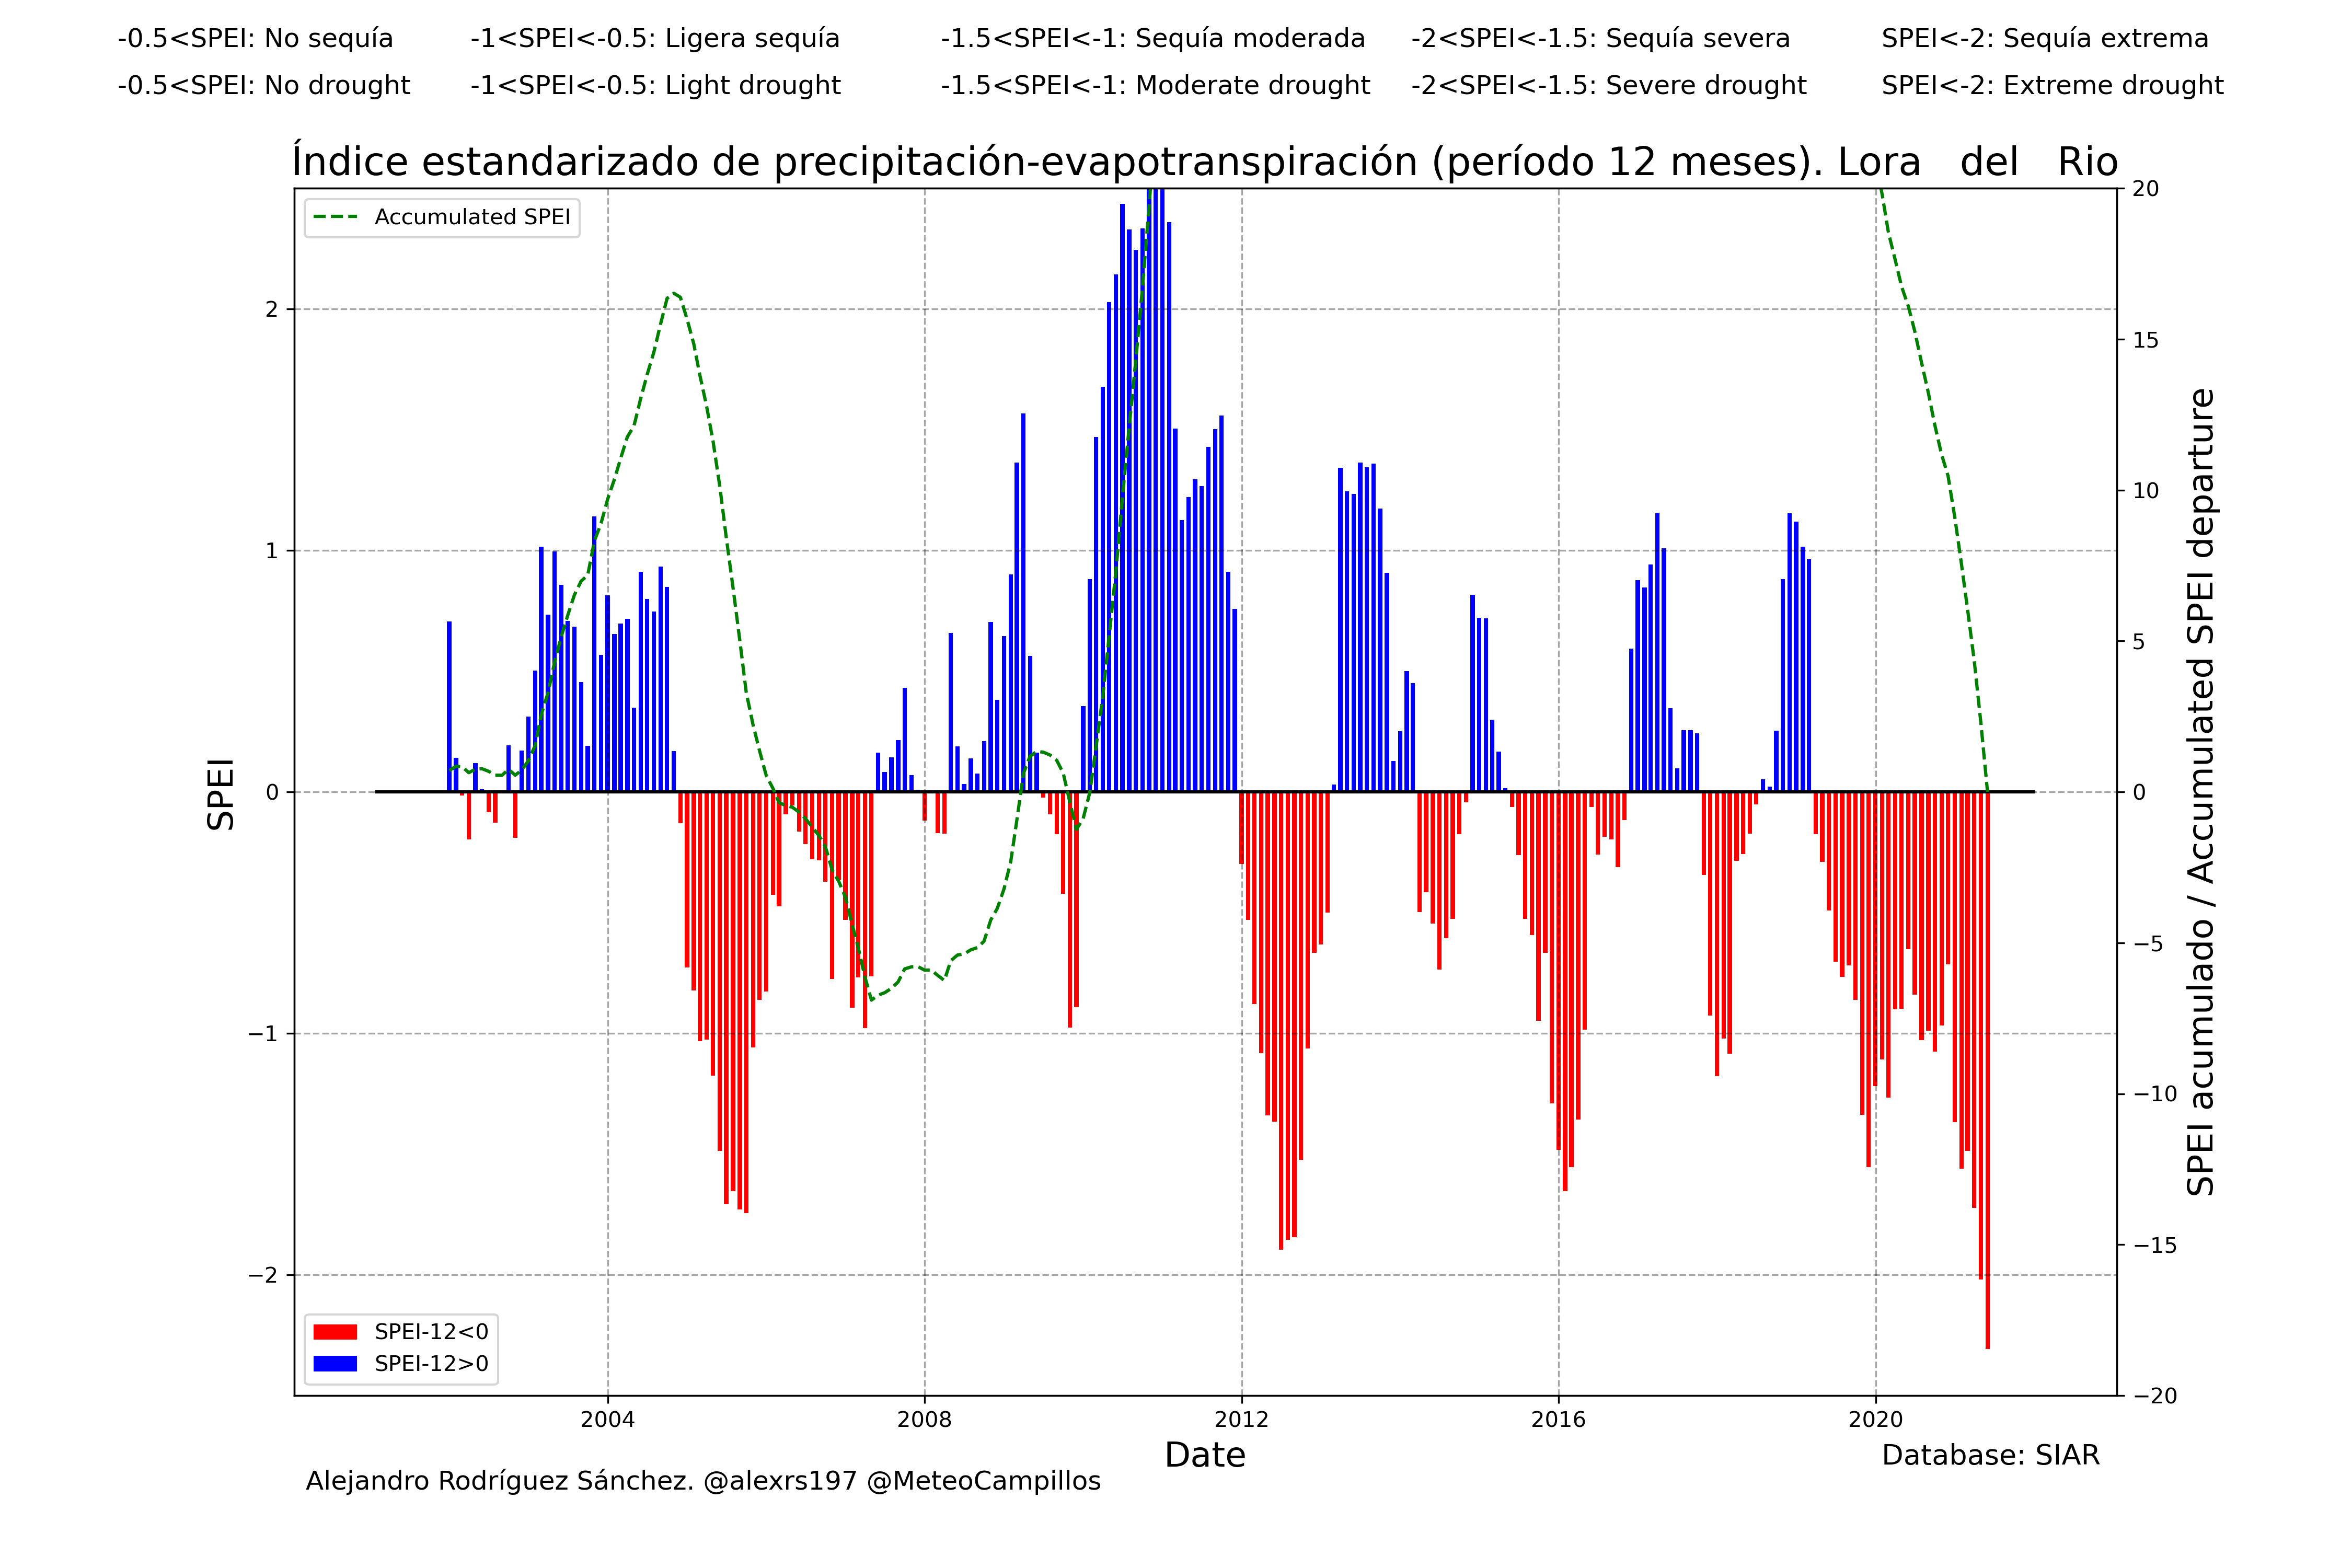 -0.5<SPEI: No sequía
-1<SPEI<-0.5: Ligera sequía
-1.5<SPEI<-1: Sequía moderada
-2<SPEI<-1.5: Sequía severa
SPEI<-2: Sequía extrema
-0.5<SPEI: No drought
-1<SPEI<-0.5: Light drought
-1.5<SPEI<-1: Moderate drought
-2<SPEI<-1.5: Severe drought
SPEI<-2: Extreme drought
Índice estandarizado de precipitación-evapotranspiración (período 12 meses). Lora del Rio
Accumulated SPEI
2
1
0
−1
−2
SPEI
20
15
10
5
0
−5
−10
−15
−20
SPEI acumulado / Accumulated SPEI departure
SPEI-12<0
SPEI-12>0
2004
2008
2012
2016
2020
Date
Database: SIAR
Alejandro Rodríguez Sánchez. @alexrs197 @MeteoCampillos